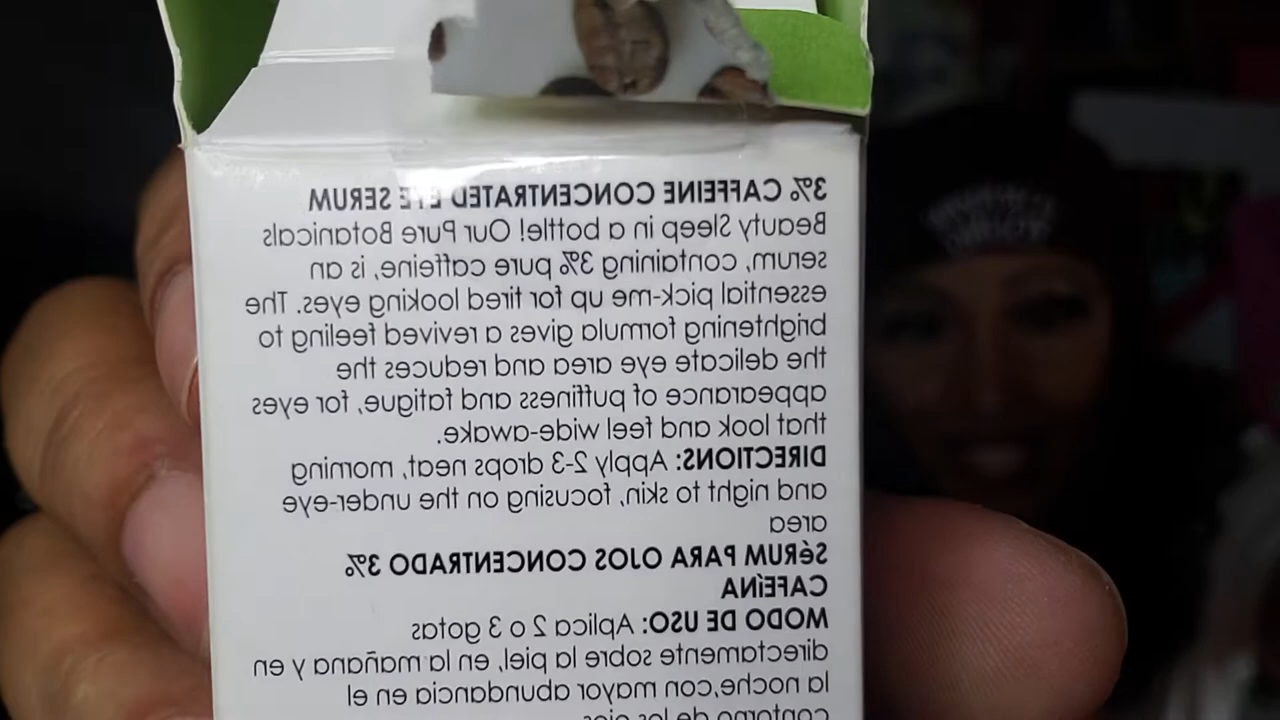 3% CAFFEINE CONCENTRATED EYE SERUM
Beauty Sleep in a bottle! Our Pure Botanicals
serum, containing 3% pure caffeine, is an
essential pick-me-up for tired looking eyes. The
brightening formula gives a revived feeling to
the delicate eye area and reduces the
appearance of puffiness and fatigue, for eyes
that look and feel wide-awake.
DIRECTIONS: Apply 2-3 drops neat, morning
and night to skin, focusing on the under-eye
area
SéRUM PARA OJOS CONCENTRADO 3%
CAFEíNA
MODO DE USO: Aplica 2 o 3 gotas
directamente sobre la piel, en la mañana y en
la noche,con mayor abundancia en el
contorno de los ojos